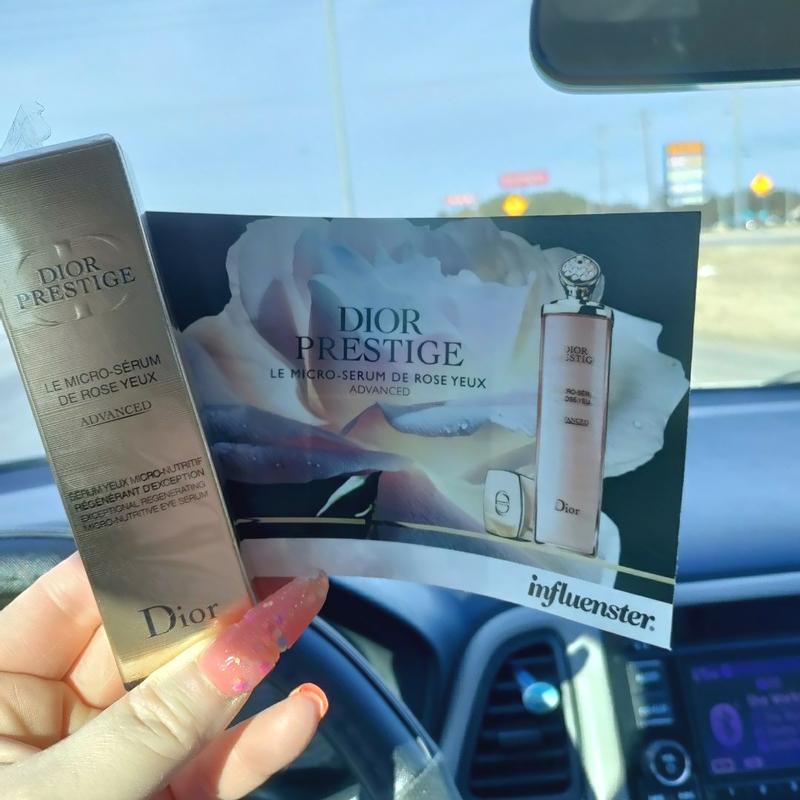 DIOR
PRESTIGE
LE MICRO-SÉRUM
DE ROSE YEUX
ADVANCED
SÉRUM YEUX MICRO-NUTRITIF
RÉGÉNÉRANT D'EXCEPTION
EXCEPTIONAL REGENERATING
MICRO-NUTRITIVE EYE SERUM
Dior
DIOR
PRESTIGE
LE MICRO-SERUM DE ROSE YEUX
ADVANCED
DIOR
Dior
influenster